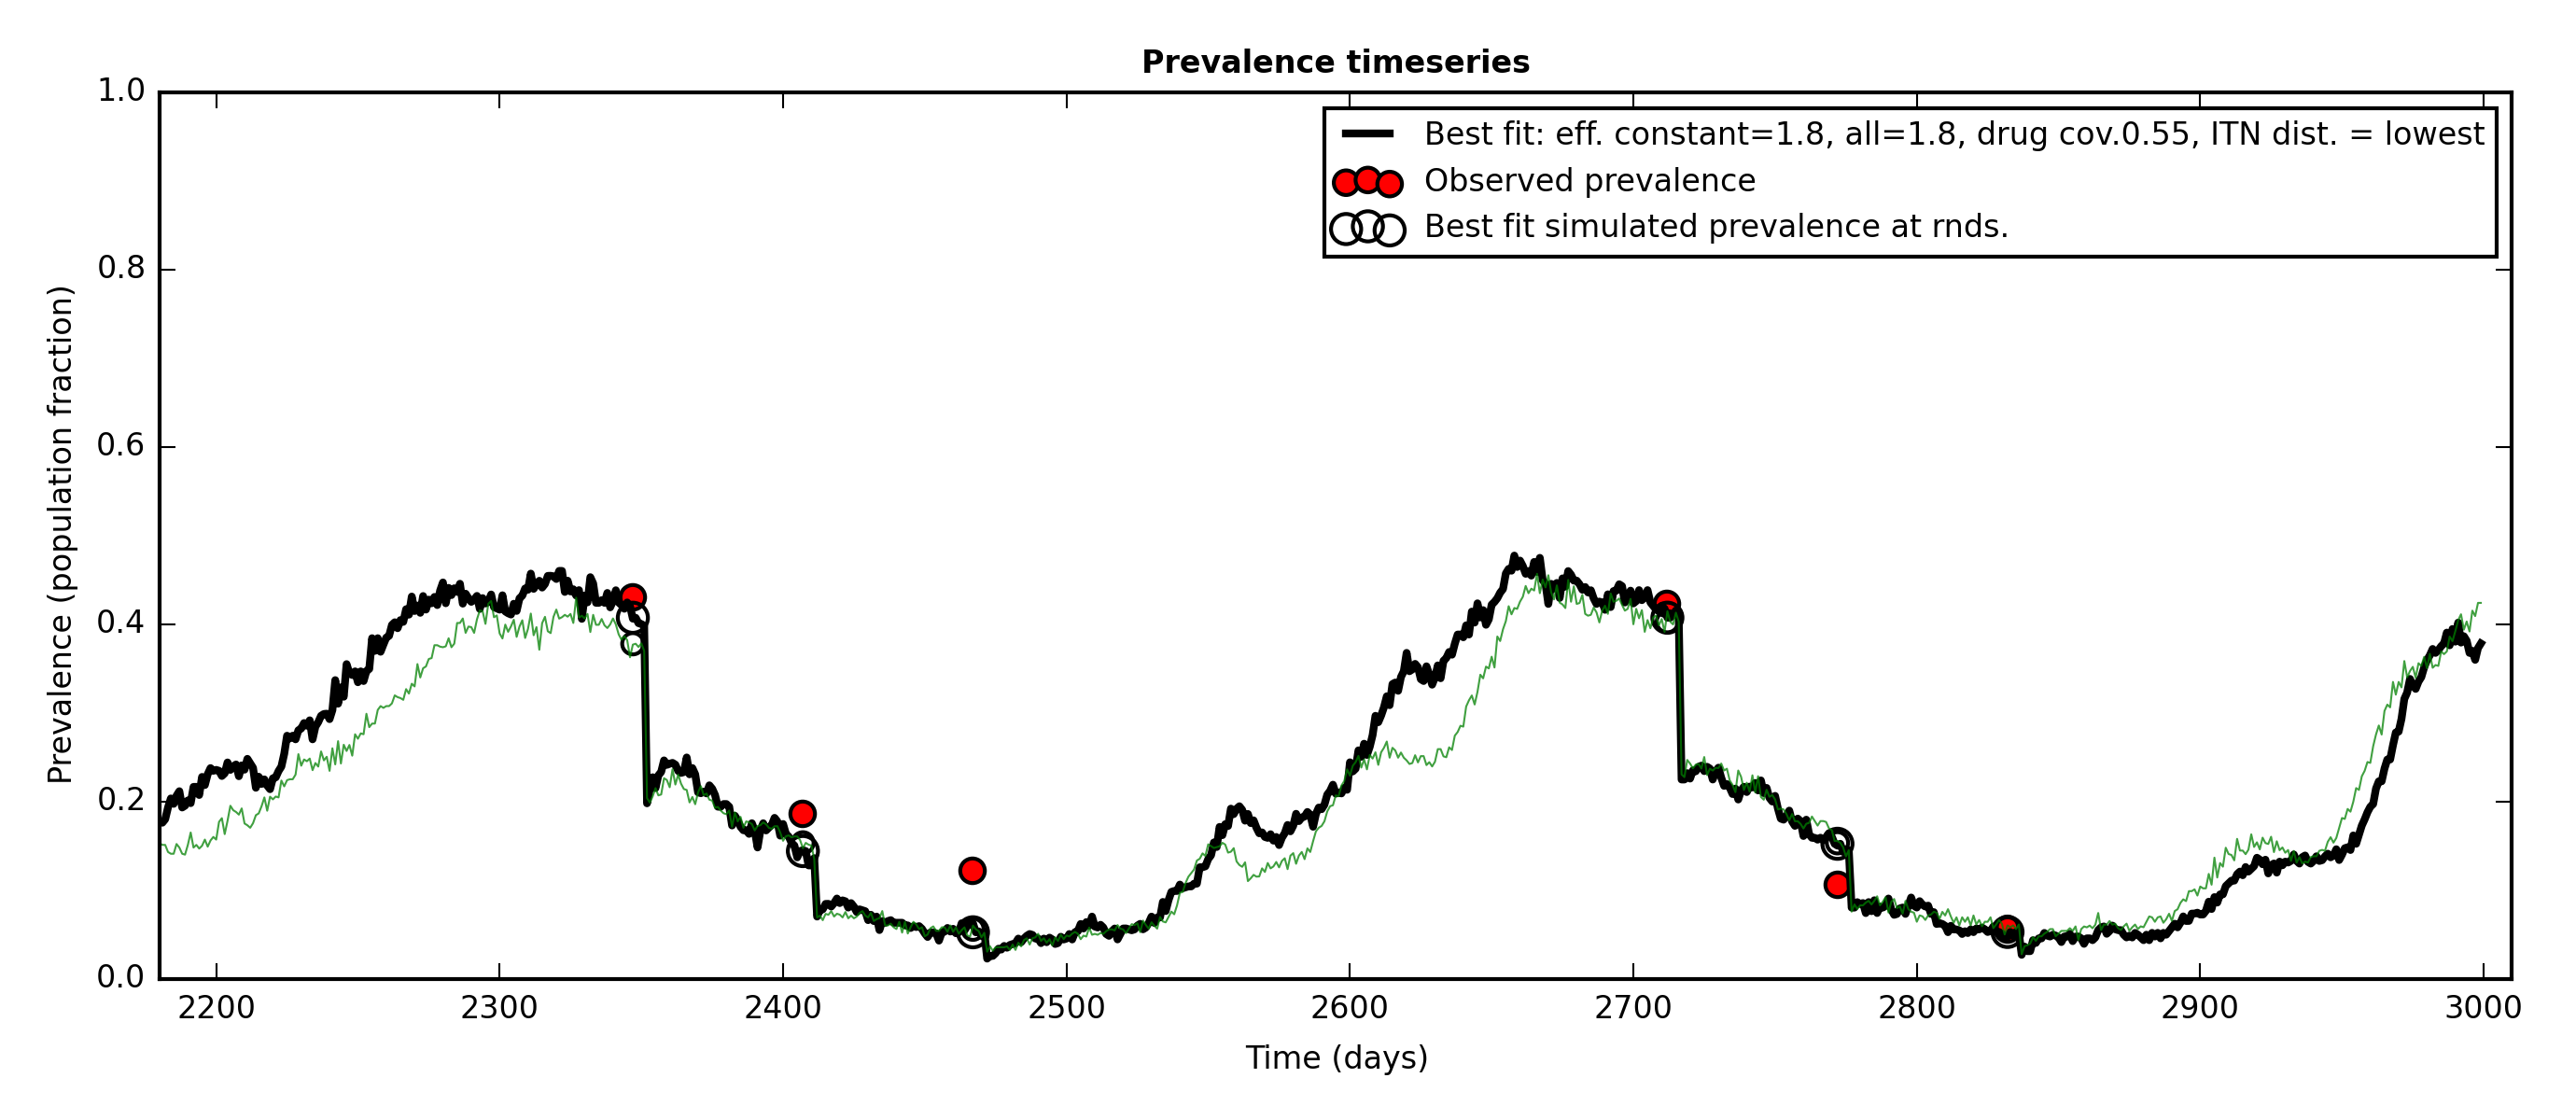 Prevalence timeseries
1.0
0.8
0.6
0.4
0.2
0.0
Prevalence (population fraction)
Best fit: eff. constant=1.8, all=1.8, drug cov.0.55, ITN dist. = lowest
Observed prevalence
Best fit simulated prevalence at rnds.
2200 2300 2400 2500 2600 2700 2800 2900 3000
Time (days)